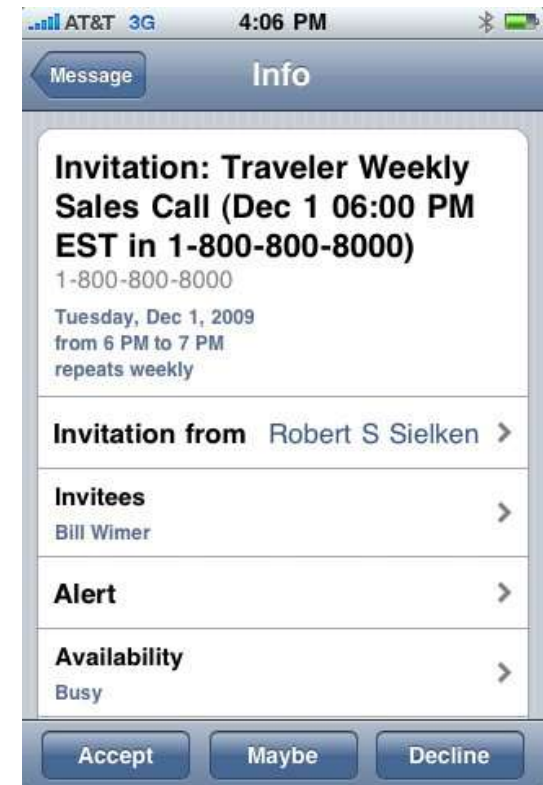 AT&T 3G 4:06 PM
Message Info
Invitation: Traveler Weekly
Sales Call (Dec 1 06:00 PM
EST in 1-800-800-8000)
1-800-800-8000
Tuesday, Dec 1, 2009
from 6 PM to 7 PM
repeats weekly
Invitation from Robert S Sielken
Invitees
Bill Wimer
Alert
Availability
Busy
Accept Maybe Decline